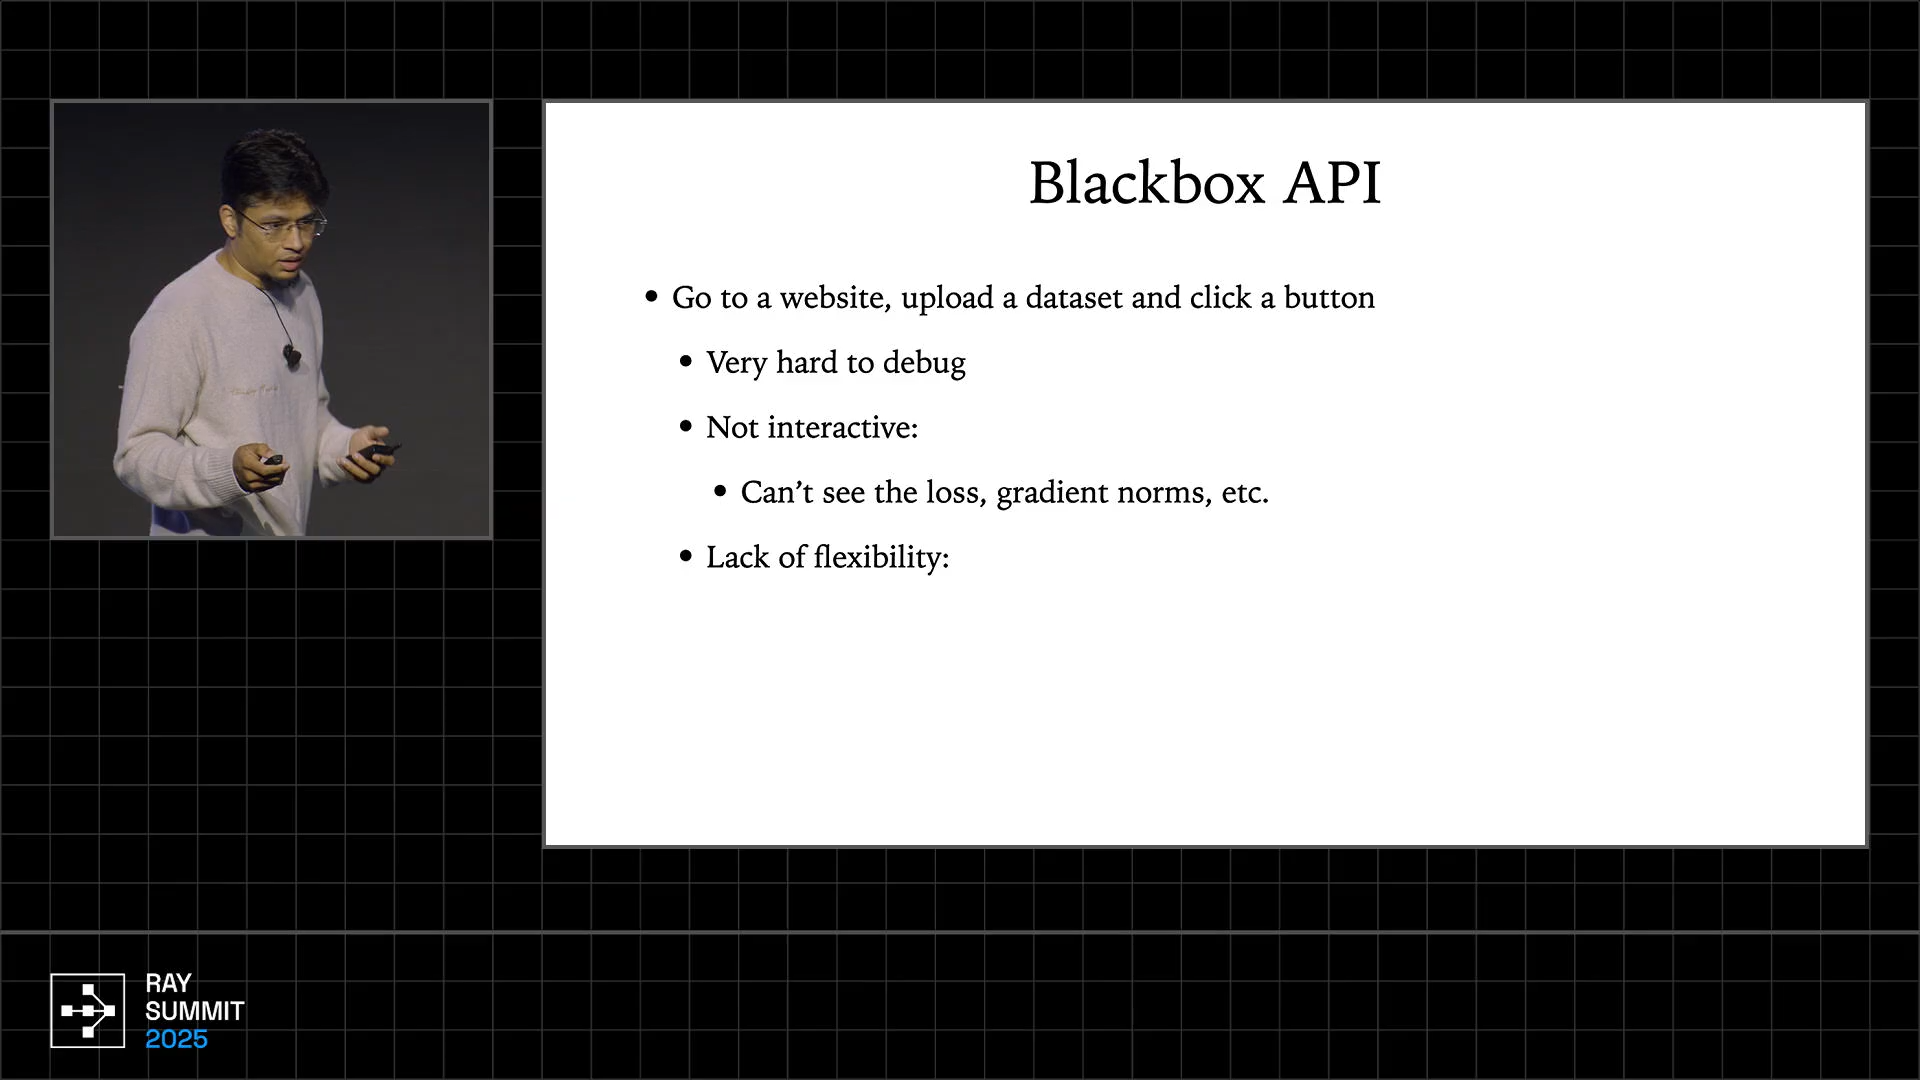 Blackbox API
• Go to a website, upload a dataset and click a button
• Very hard to debug
• Not interactive:
• Can’t see the loss, gradient norms, etc.
• Lack of flexibility:
RAY
SUMMIT
2025